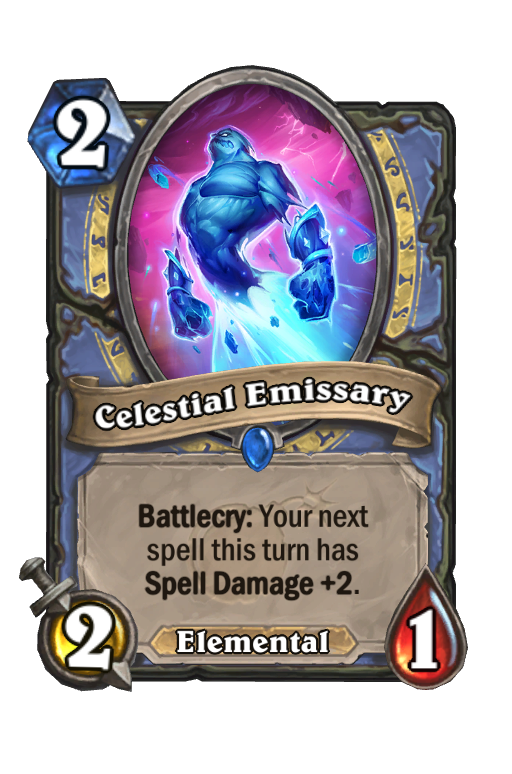 2
Celestial Emissary
Battlecry: Your next
spell this turn has
Spell Damage +2.
Elemental
2
1